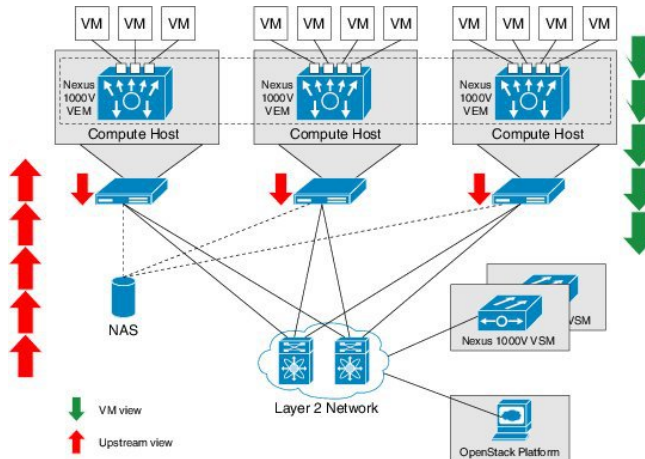 VM VM VM VM VM VM VM VM VM VM VM
Nexus
1000V
VEM
Compute Host
Nexus
1000V
VEM
Compute Host
Nexus
1000V
VEM
Compute Host
NAS
VSM
Nexus 1000V VSM
Layer 2 Network
VM view
Upstream view
OpenStack Platform